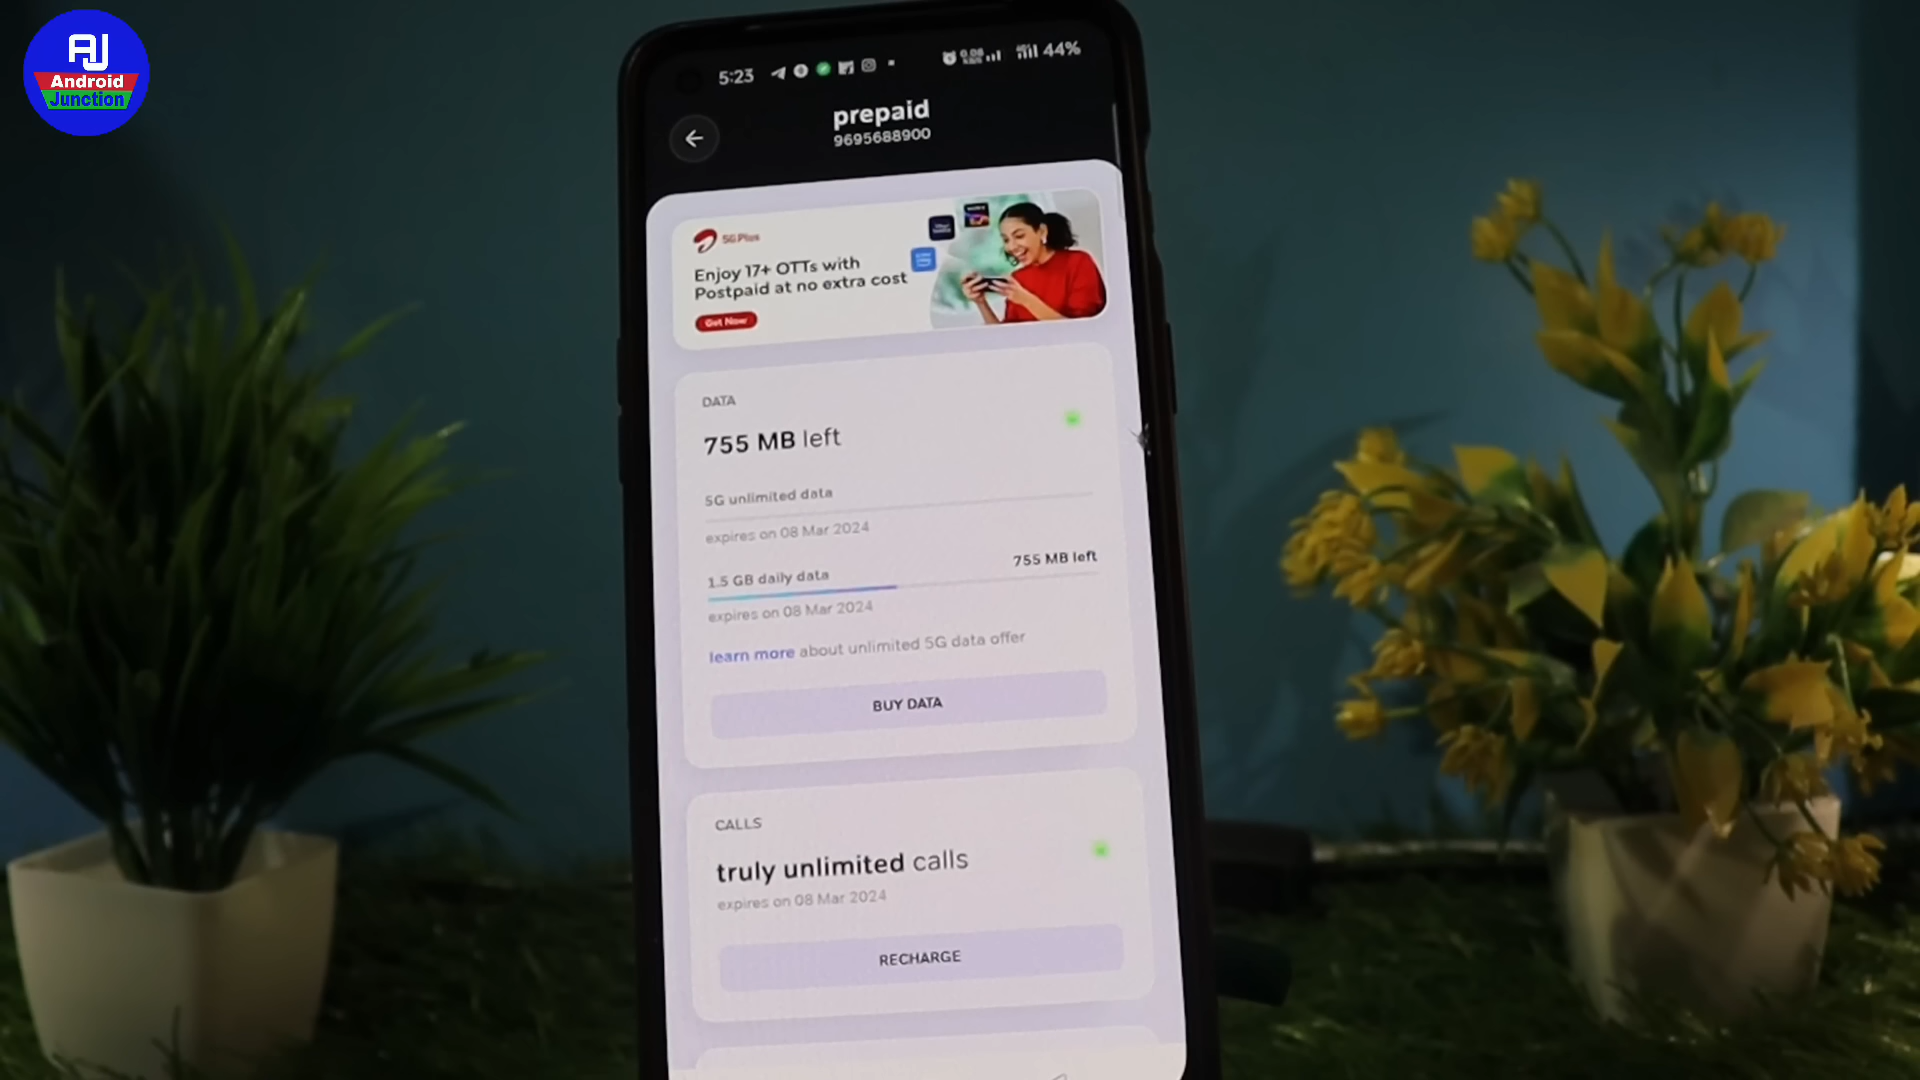 AJ
Android
Junction
5:23
44%
prepaid
9695688900
5G Plus
Enjoy 17+ OTTs with
Postpaid at no extra cost
Get Now
DATA
755 MB left
5G unlimited data
expires on 08 Mar 2024
1.5 GB daily data
755 MB left
expires on 08 Mar 2024
learn more about unlimited 5G data offer
BUY DATA
CALLS
truly unlimited calls
expires on 08 Mar 2024
RECHARGE